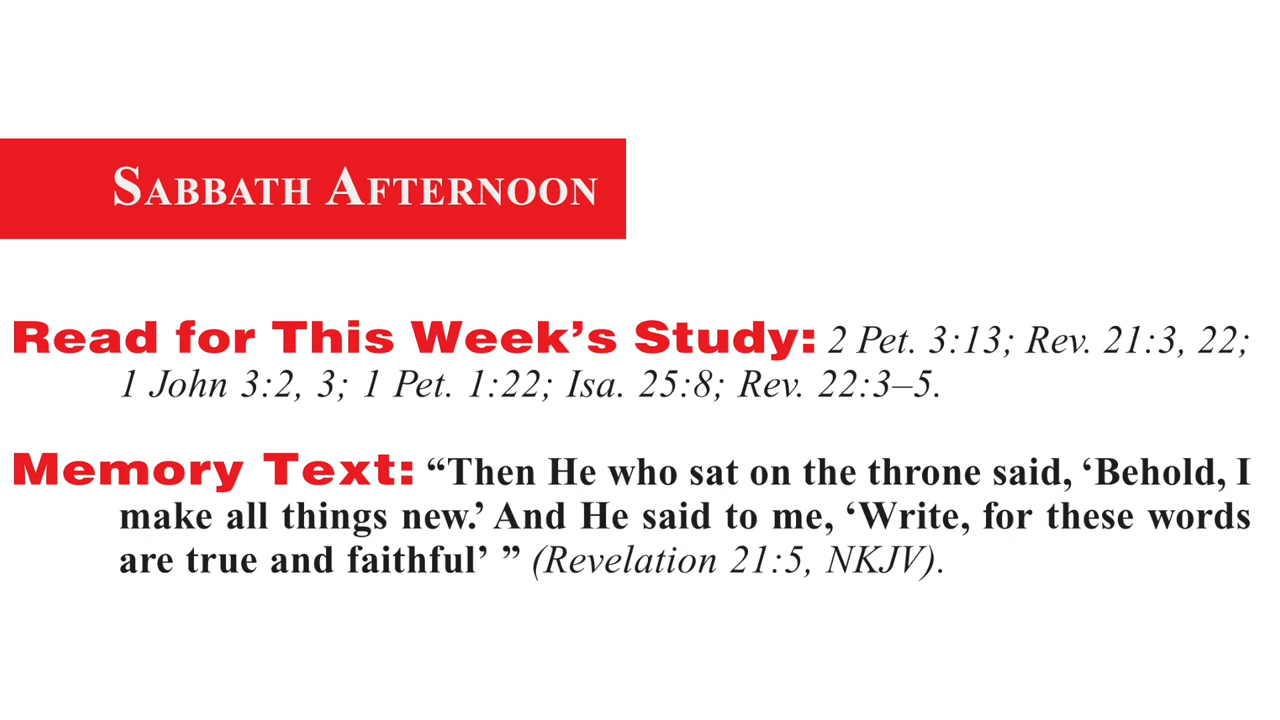 SABBATH AFTERNOON
Read for This Week’s Study: 2 Pet. 3:13; Rev. 21:3, 22;
1 John 3:2, 3; 1 Pet. 1:22; Isa. 25:8; Rev. 22:3–5.
Memory Text: “Then He who sat on the throne said, ‘Behold, I
make all things new.’ And He said to me, ‘Write, for these words
are true and faithful’ ” (Revelation 21:5, NKJV).